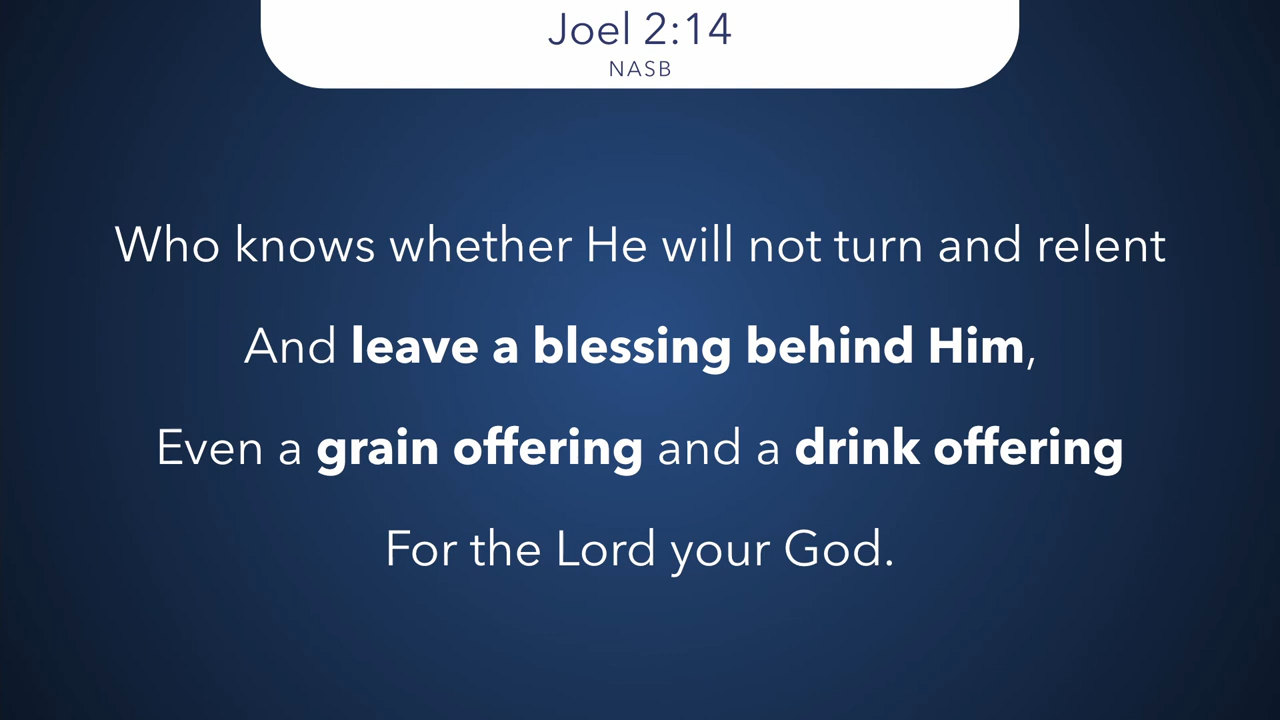 Joel 2:14
NASB
Who knows whether He will not turn and relent
And leave a blessing behind Him,
Even a grain offering and a drink offering
For the Lord your God.